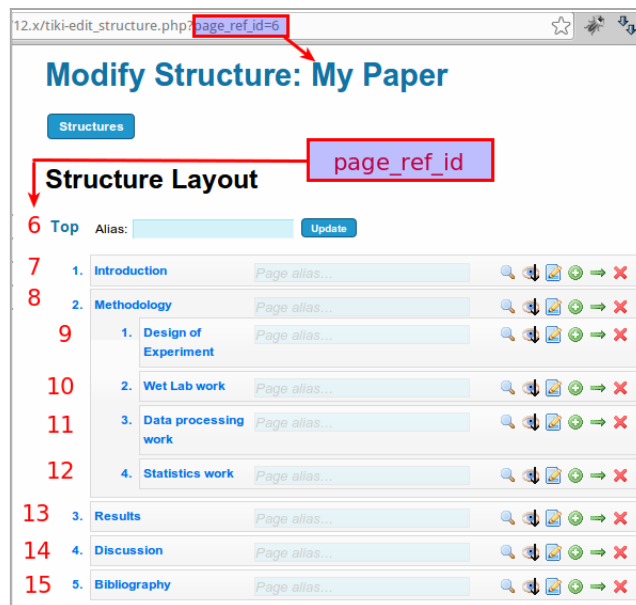 12.x/tiki-edit_structure.php?page_ref_id=6
Modify Structure: My Paper
Structures
page_ref_id
Structure Layout
6 Top Alias: Update
7 1. Introduction Page alias...
8 2. Methodology Page alias...
9 1. Design of Page alias...
Experiment
10 2. Wet Lab work Page alias...
11 3. Data processing Page alias...
work
12 4. Statistics work Page alias...
13 3. Results Page alias...
14 4. Discussion Page alias...
15 5. Bibliography Page alias...